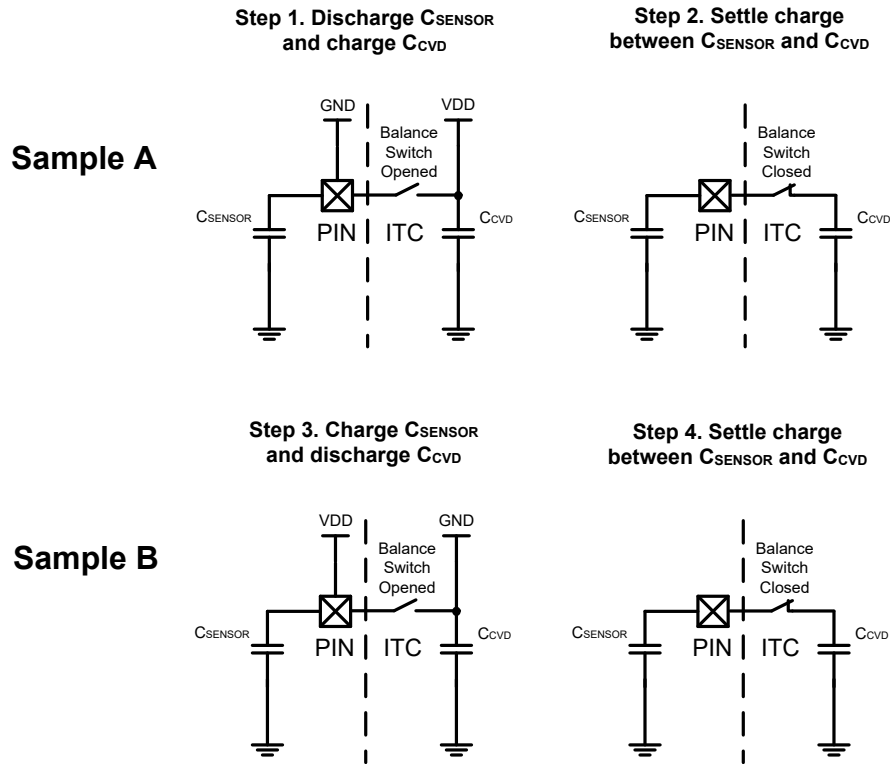 Step 1. Discharge CSENSOR
and charge CCVD
Step 2. Settle charge
between CSENSOR and CCVD
Sample A
GND
VDD
Balance
Switch
Opened
CSENSOR
PIN
ITC
CCVD
Balance
Switch
Closed
CSENSOR
PIN
ITC
CCVD
Step 3. Charge CSENSOR
and discharge CCVD
Step 4. Settle charge
between CSENSOR and CCVD
Sample B
VDD
GND
Balance
Switch
Opened
CSENSOR
PIN
ITC
CCVD
Balance
Switch
Closed
CSENSOR
PIN
ITC
CCVD